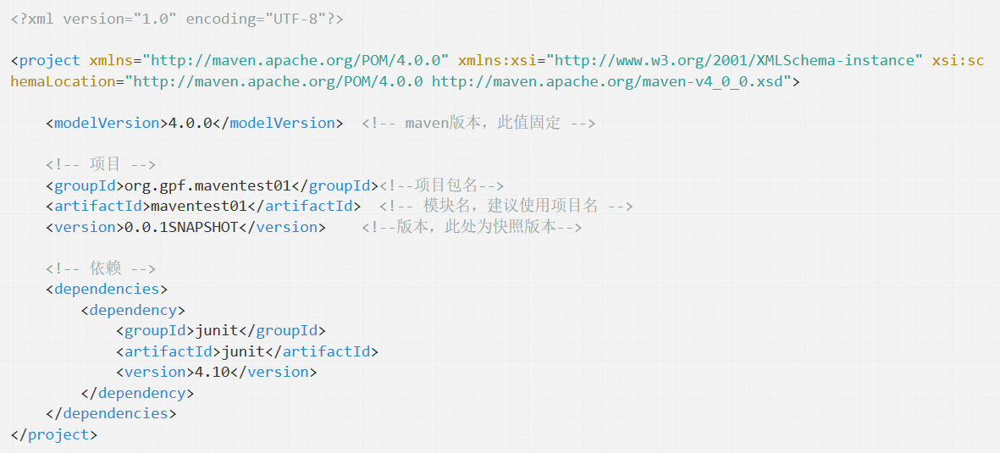 <?xml version="1.0" encoding="UTF-8"?>
<project xmlns="http://maven.apache.org/POM/4.0.0" xmlns:xsi="http://www.w3.org/2001/XMLSchema-instance" xsi:sc
hemaLocation="http://maven.apache.org/POM/4.0.0 http://maven.apache.org/maven-v4_0_0.xsd">
    <modelVersion>4.0.0</modelVersion>  <!-- maven版本，此值固定 -->
    <!-- 项目 -->
    <groupId>org.gpf.maventest01</groupId><!--项目包名-->
    <artifactId>maventest01</artifactId>  <!-- 模块名，建议使用项目名 -->
    <version>0.0.1SNAPSHOT</version>    <!--版本，此处为快照版本-->
    <!-- 依赖 -->
    <dependencies>
        <dependency>
            <groupId>junit</groupId>
            <artifactId>junit</artifactId>
            <version>4.10</version>
        </dependency>
    </dependencies>
</project>